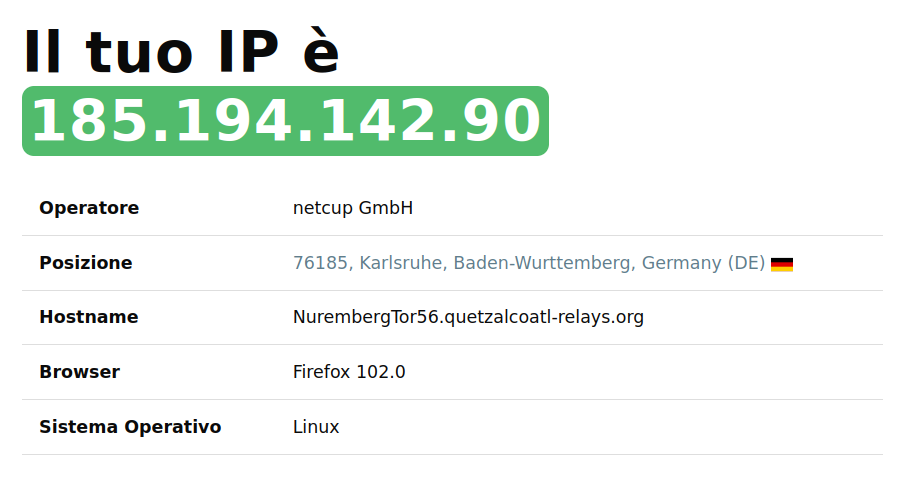 Il tuo IP è
185.194.142.90
Operatore netcup GmbH
Posizione 76185, Karlsruhe, Baden-Wurttemberg, Germany (DE)
Hostname NurembergTor56.quetzalcoatl-relays.org
Browser Firefox 102.0
Sistema Operativo Linux